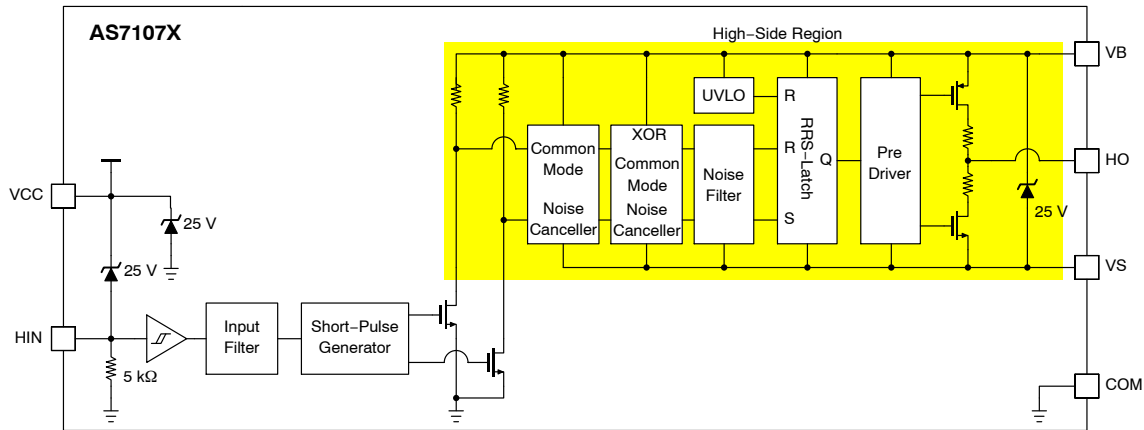 AS7107X
High−Side Region
VB
UVLO
R
XOR
Common
Mode
Noise
Canceller
Common
Mode
Noise
Canceller
Noise
Filter
R
S
RRS−Latch
Q
Pre
Driver
HO
25 V
VS
VCC
25 V
25 V
HIN
Input
Filter
Short−Pulse
Generator
5 kΩ
COM